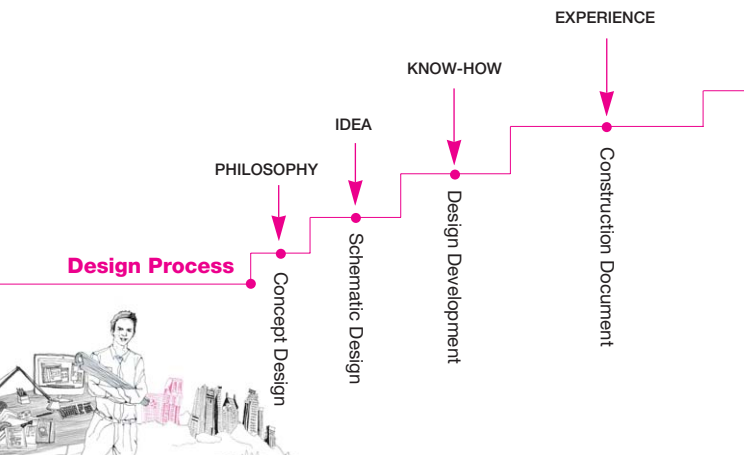 EXPERIENCE
KNOW-HOW
IDEA
PHILOSOPHY
Design Process
Concept Design
Schematic Design
Design Development
Construction Document